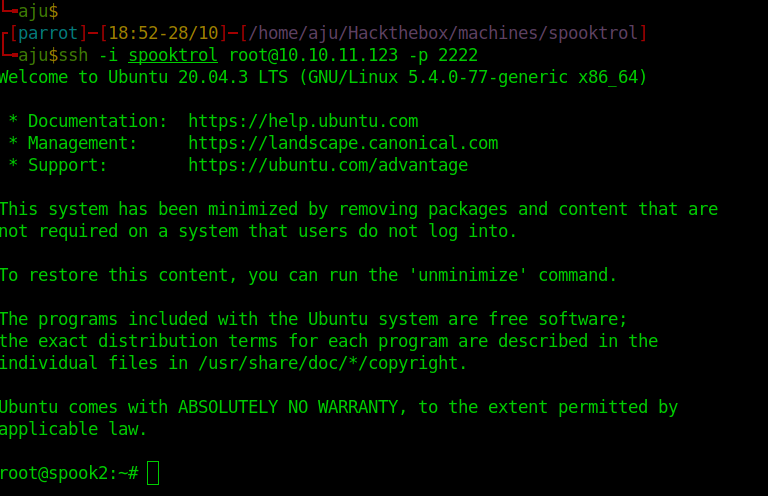 └─╼aju$
┌─[parrot]─[18:52-28/10]─[/home/aju/Hackthebox/machines/spooktrol]
└─╼aju$ssh -i spooktrol root@10.10.11.123 -p 2222
Welcome to Ubuntu 20.04.3 LTS (GNU/Linux 5.4.0-77-generic x86_64)
* Documentation:  https://help.ubuntu.com
* Management:     https://landscape.canonical.com
* Support:        https://ubuntu.com/advantage
This system has been minimized by removing packages and content that are
not required on a system that users do not log into.
To restore this content, you can run the 'unminimize' command.
The programs included with the Ubuntu system are free software;
the exact distribution terms for each program are described in the
individual files in /usr/share/doc/*/copyright.
Ubuntu comes with ABSOLUTELY NO WARRANTY, to the extent permitted by
applicable law.
root@spook2:~#